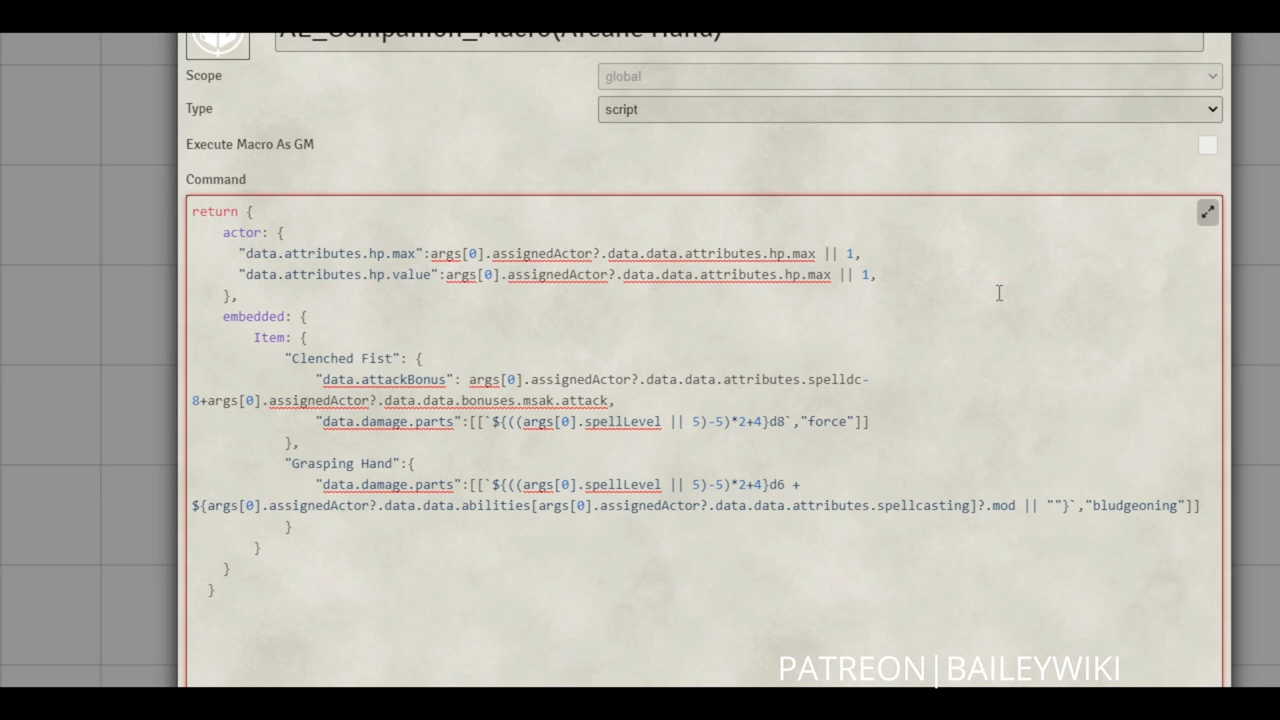 AE_Companion_Macro(Arcane Hand)
Scope
global
Type
script
Execute Macro As GM
Command
return {
actor: {
"data.attributes.hp.max":args[0].assignedActor?.data.data.attributes.hp.max || 1,
"data.attributes.hp.value":args[0].assignedActor?.data.data.attributes.hp.max || 1,
},
embedded: {
Item: {
"Clenched Fist": {
"data.attackBonus": args[0].assignedActor?.data.data.attributes.spelldc-
8+args[0].assignedActor?.data.data.bonuses.msak.attack,
"data.damage.parts":[[`${((args[0].spellLevel || 5)-5)*2+4}d8`,"force"]]
},
"Grasping Hand":{
"data.damage.parts":[[`${((args[0].spellLevel || 5)-5)*2+4}d6 +
${args[0].assignedActor?.data.data.abilities[args[0].assignedActor?.data.data.attributes.spellcasting]?.mod || ""}`,"bludgeoning"]]
}
}
}
}
PATREON|BAILEYWIKI